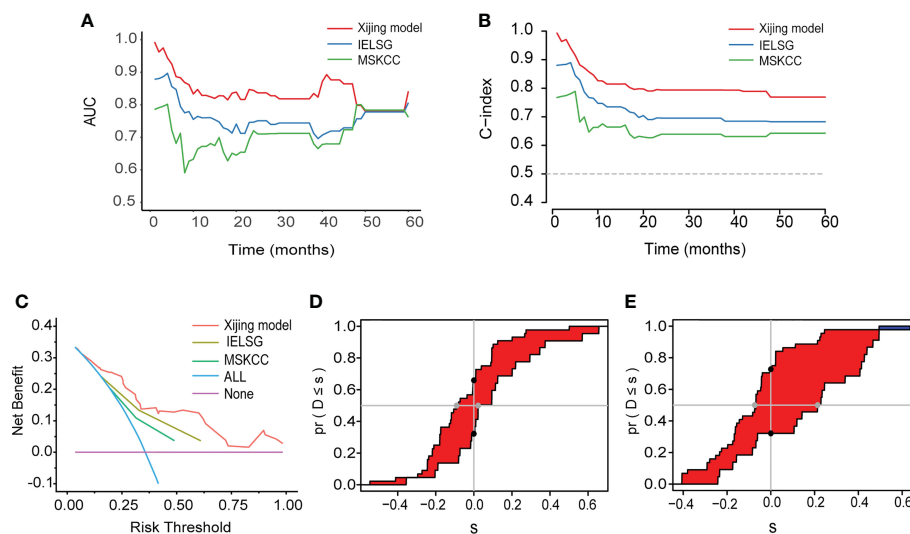 A
Xijing model
IELSG
MSKCC
1.0
0.9
0.8
0.7
0.6
0.5
AUC
0 10 20 30 40 50 60
Time (months)
B
Xijing model
IELSG
MSKCC
1.0
0.9
0.8
0.7
0.6
0.5
0.4
C-index
0 10 20 30 40 50 60
Time (months)
C
Xijing model
IELSG
MSKCC
ALL
None
0.4
0.3
0.2
0.1
0.0
-0.1
Net Benefit
0.00 0.25 0.50 0.75 1.00
Risk Threshold
D
1.0
0.8
0.6
0.4
0.2
0.0
pr ( D ≤ s )
−0.4 −0.2 0.0 0.2 0.4 0.6
S
E
1.0
0.8
0.6
0.4
0.2
0.0
pr ( D ≤ s )
−0.4 −0.2 0.0 0.2 0.4 0.6
S